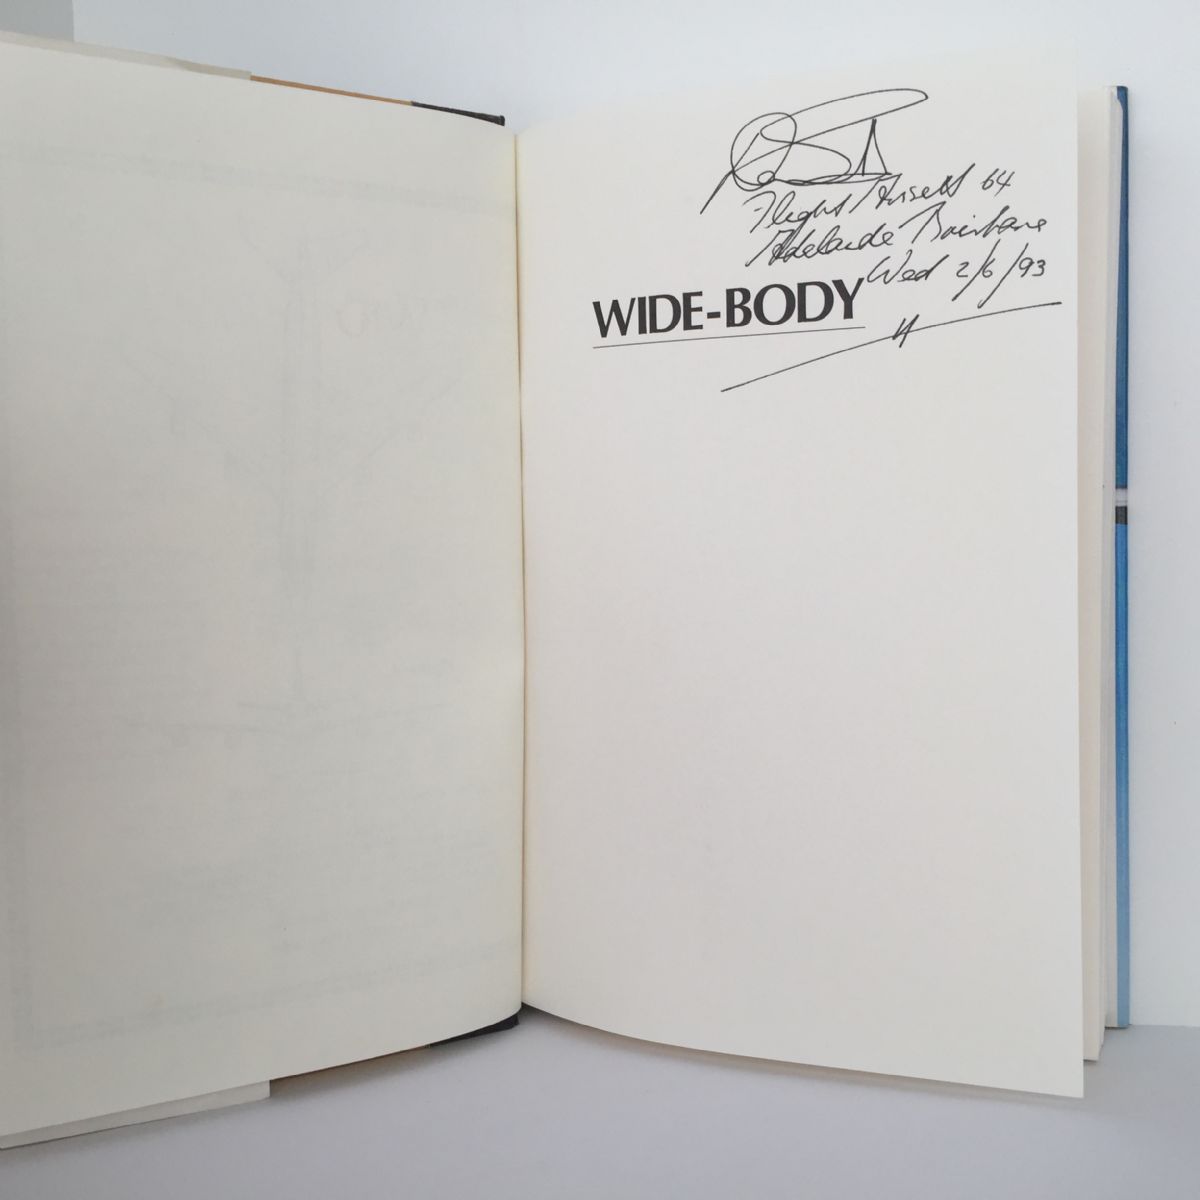 Flight Ansett 64
Adelaide Brisbane
Wed 2/6/93
WIDE-BODY